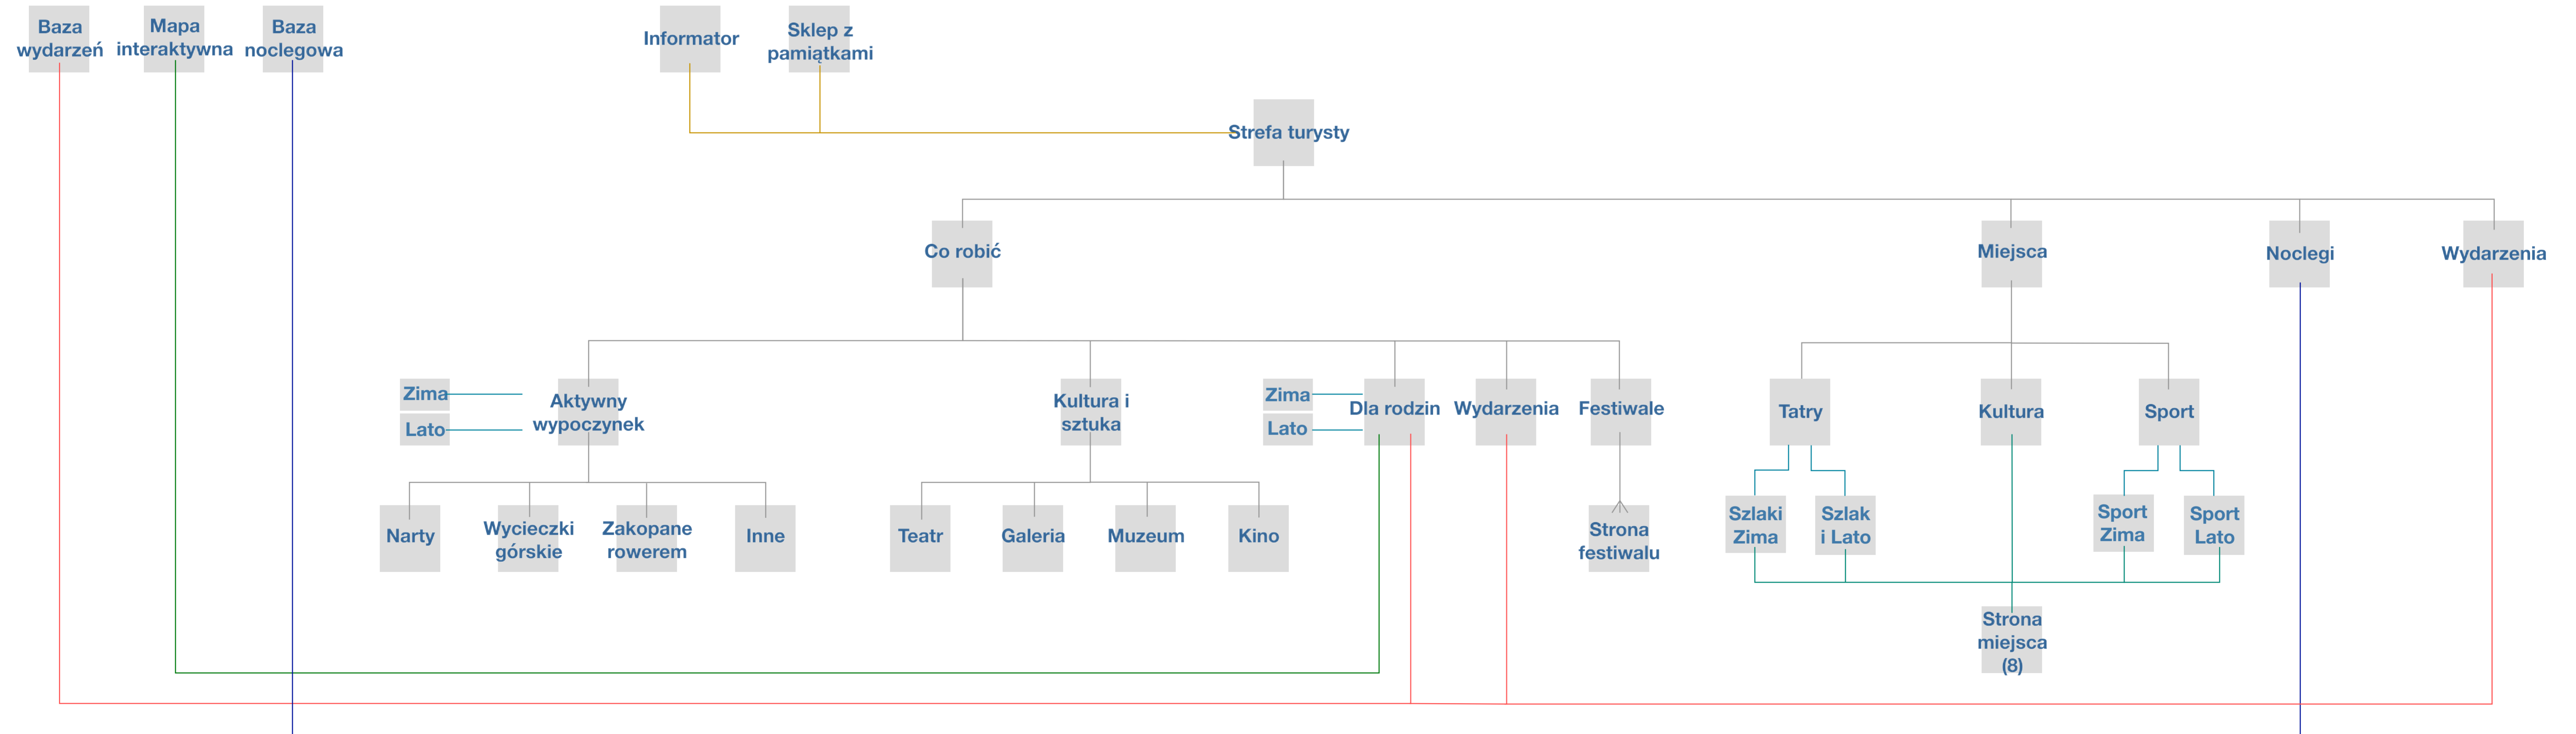 Baza
wydarzeń
Mapa
interaktywna
Baza
noclegowa
Informator
Sklep z
pamiątkami
Strefa turysty
Co robić
Miejsca
Noclegi
Wydarzenia
Zima
Lato
Aktywny
wypoczynek
Kultura i
sztuka
Zima
Lato
Dla rodzin
Wydarzenia
Festiwale
Tatry
Kultura
Sport
Narty
Wycieczki
górskie
Zakopane
rowerem
Inne
Teatr
Galeria
Muzeum
Kino
Strona
festiwalu
Szlaki
Zima
Szlak
i Lato
Sport
Zima
Sport
Lato
Strona
miejsca
(8)